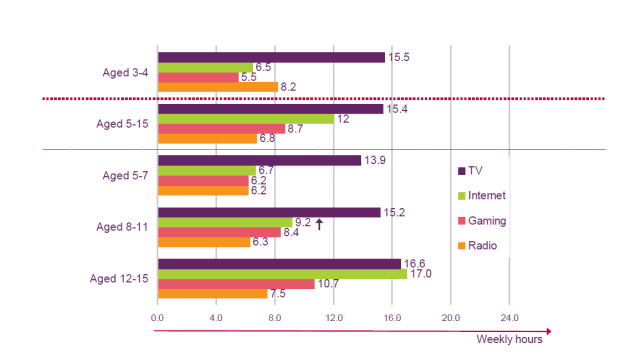 15.5
Aged 3-4
6.5
5.5
8.2
15.4
Aged 5-15
12
8.7
6.8
13.9
Aged 5-7
6.7
6.2
6.2
TV
Internet
Gaming
Radio
15.2
Aged 8-11
9.2
8.4
6.3
16.6
Aged 12-15
17.0
10.7
7.5
0.0 4.0 8.0 12.0 16.0 20.0 24.0
Weekly hours